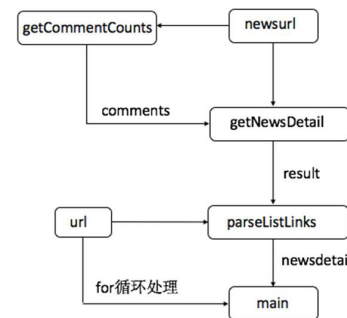 getCommentCounts
newsurl
comments
getNewsDetail
result
url
parseListLinks
newsdetai
for循环处理
main